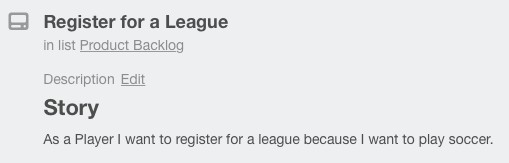 Register for a League
in list Product Backlog
Description Edit
Story
As a Player I want to register for a league because I want to play soccer.